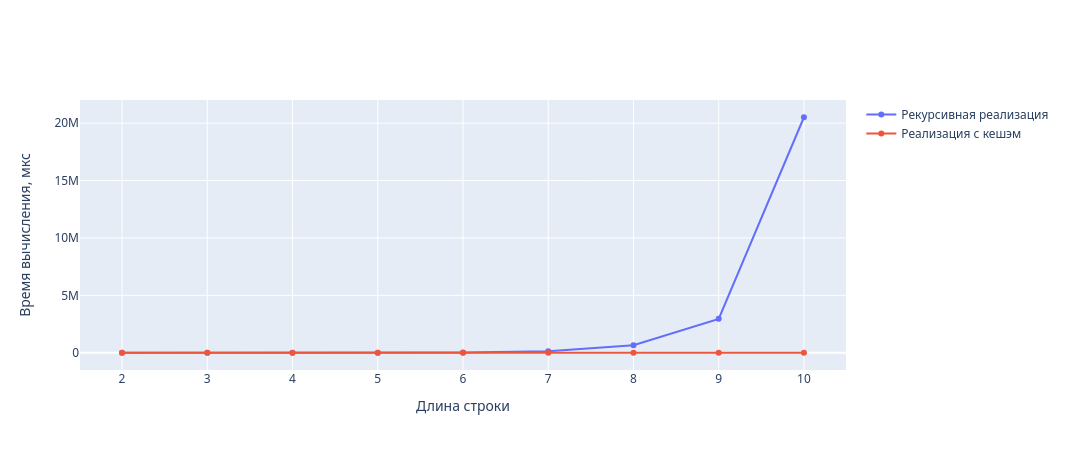 Рекурсивная реализация
Реализация с кешэм
Время вычисления, мкс
20M
15M
10M
5M
0
2 3 4 5 6 7 8 9 10
Длина строки